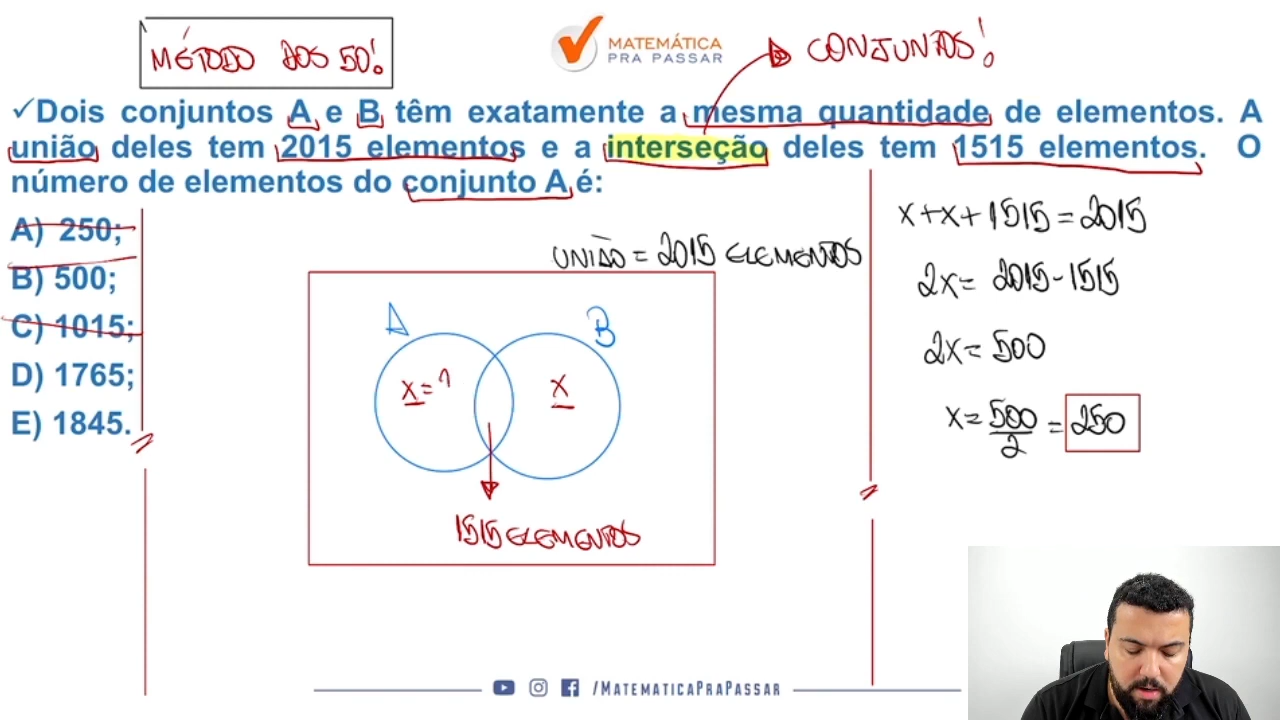 MÉTODO DOS 50!
MATEMÁTICA
PRA PASSAR
CONJUNTOS!
✓Dois conjuntos A e B têm exatamente a mesma quantidade de elementos. A
união deles tem 2015 elementos e a interseção deles tem 1515 elementos. O
número de elementos do conjunto A é:
A) 250;
B) 500;
C) 1015;
D) 1765;
E) 1845.
UNIÃO = 2015 ELEMENTOS
A
B
x = ?
x
1515 ELEMENTOS
x + x + 1515 = 2015
2x = 2015 - 1515
2x = 500
x = 500/2 = 250
/MATEMATICAPRAPASSAR